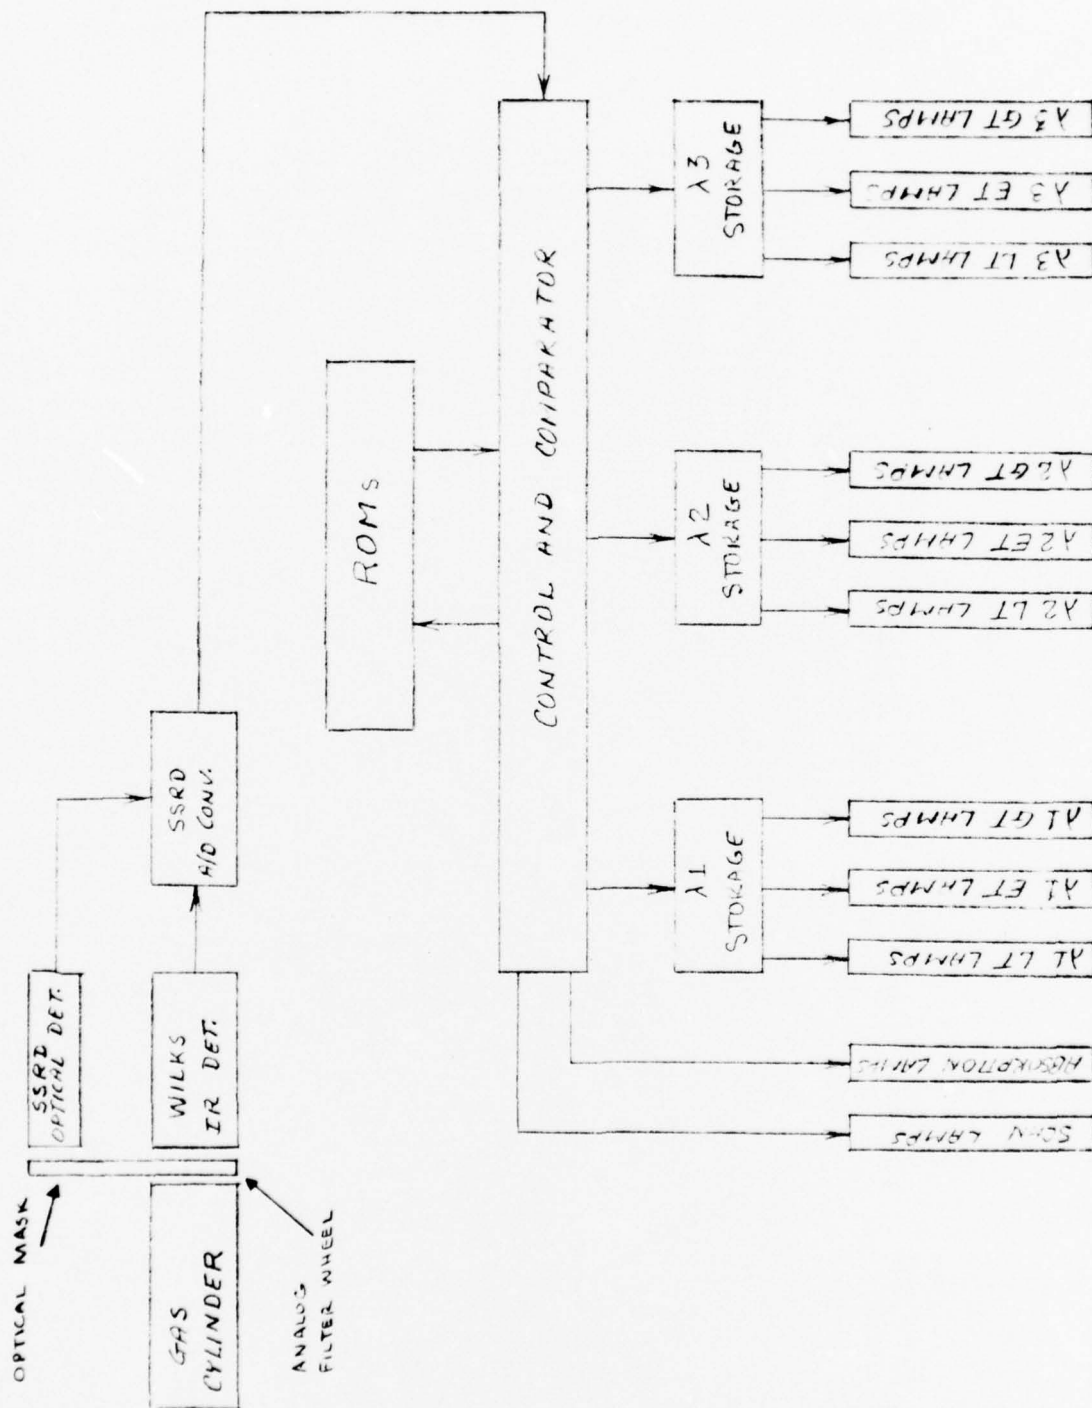 OPTICAL MASK
SSRD
OPTICAL DET.
GAS
CYLINDER
WILKS
IR DET.
ANALOG
FILTER WHEEL
SSRD
A/D CONV.
ROMs
CONTROL AND COMPARATOR
λ1
STORAGE
λ2
STORAGE
λ3
STORAGE
SCAN LAMPS
ABSORPTION LAMPS
λ1 LT LAMPS
λ1 ET LAMPS
λ1 GT LAMPS
λ2 LT LAMPS
λ2 ET LAMPS
λ2 GT LAMPS
λ3 LT LAMPS
λ3 ET LAMPS
λ3 GT LAMPS